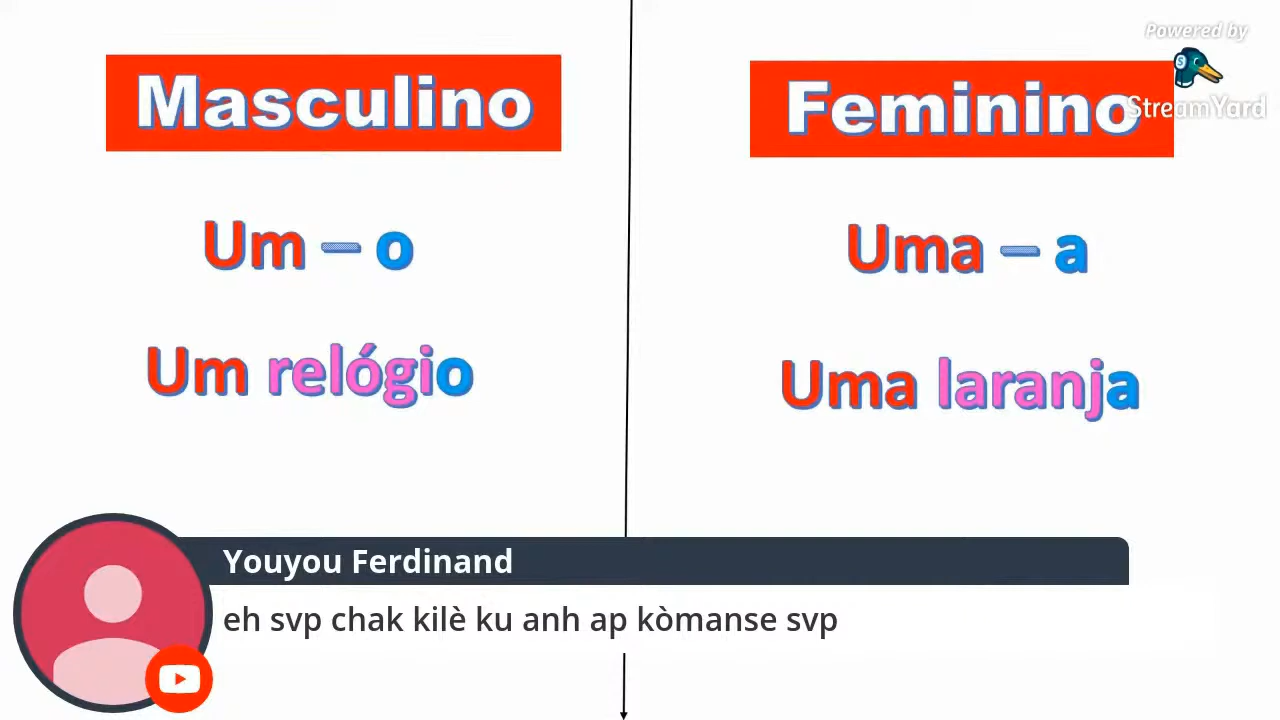 Powered by
StreamYard
Masculino
Feminino
Um – o
Uma – a
Um relógio
Uma laranja
Youyou Ferdinand
eh svp chak kilè ku anh ap kòmanse svp